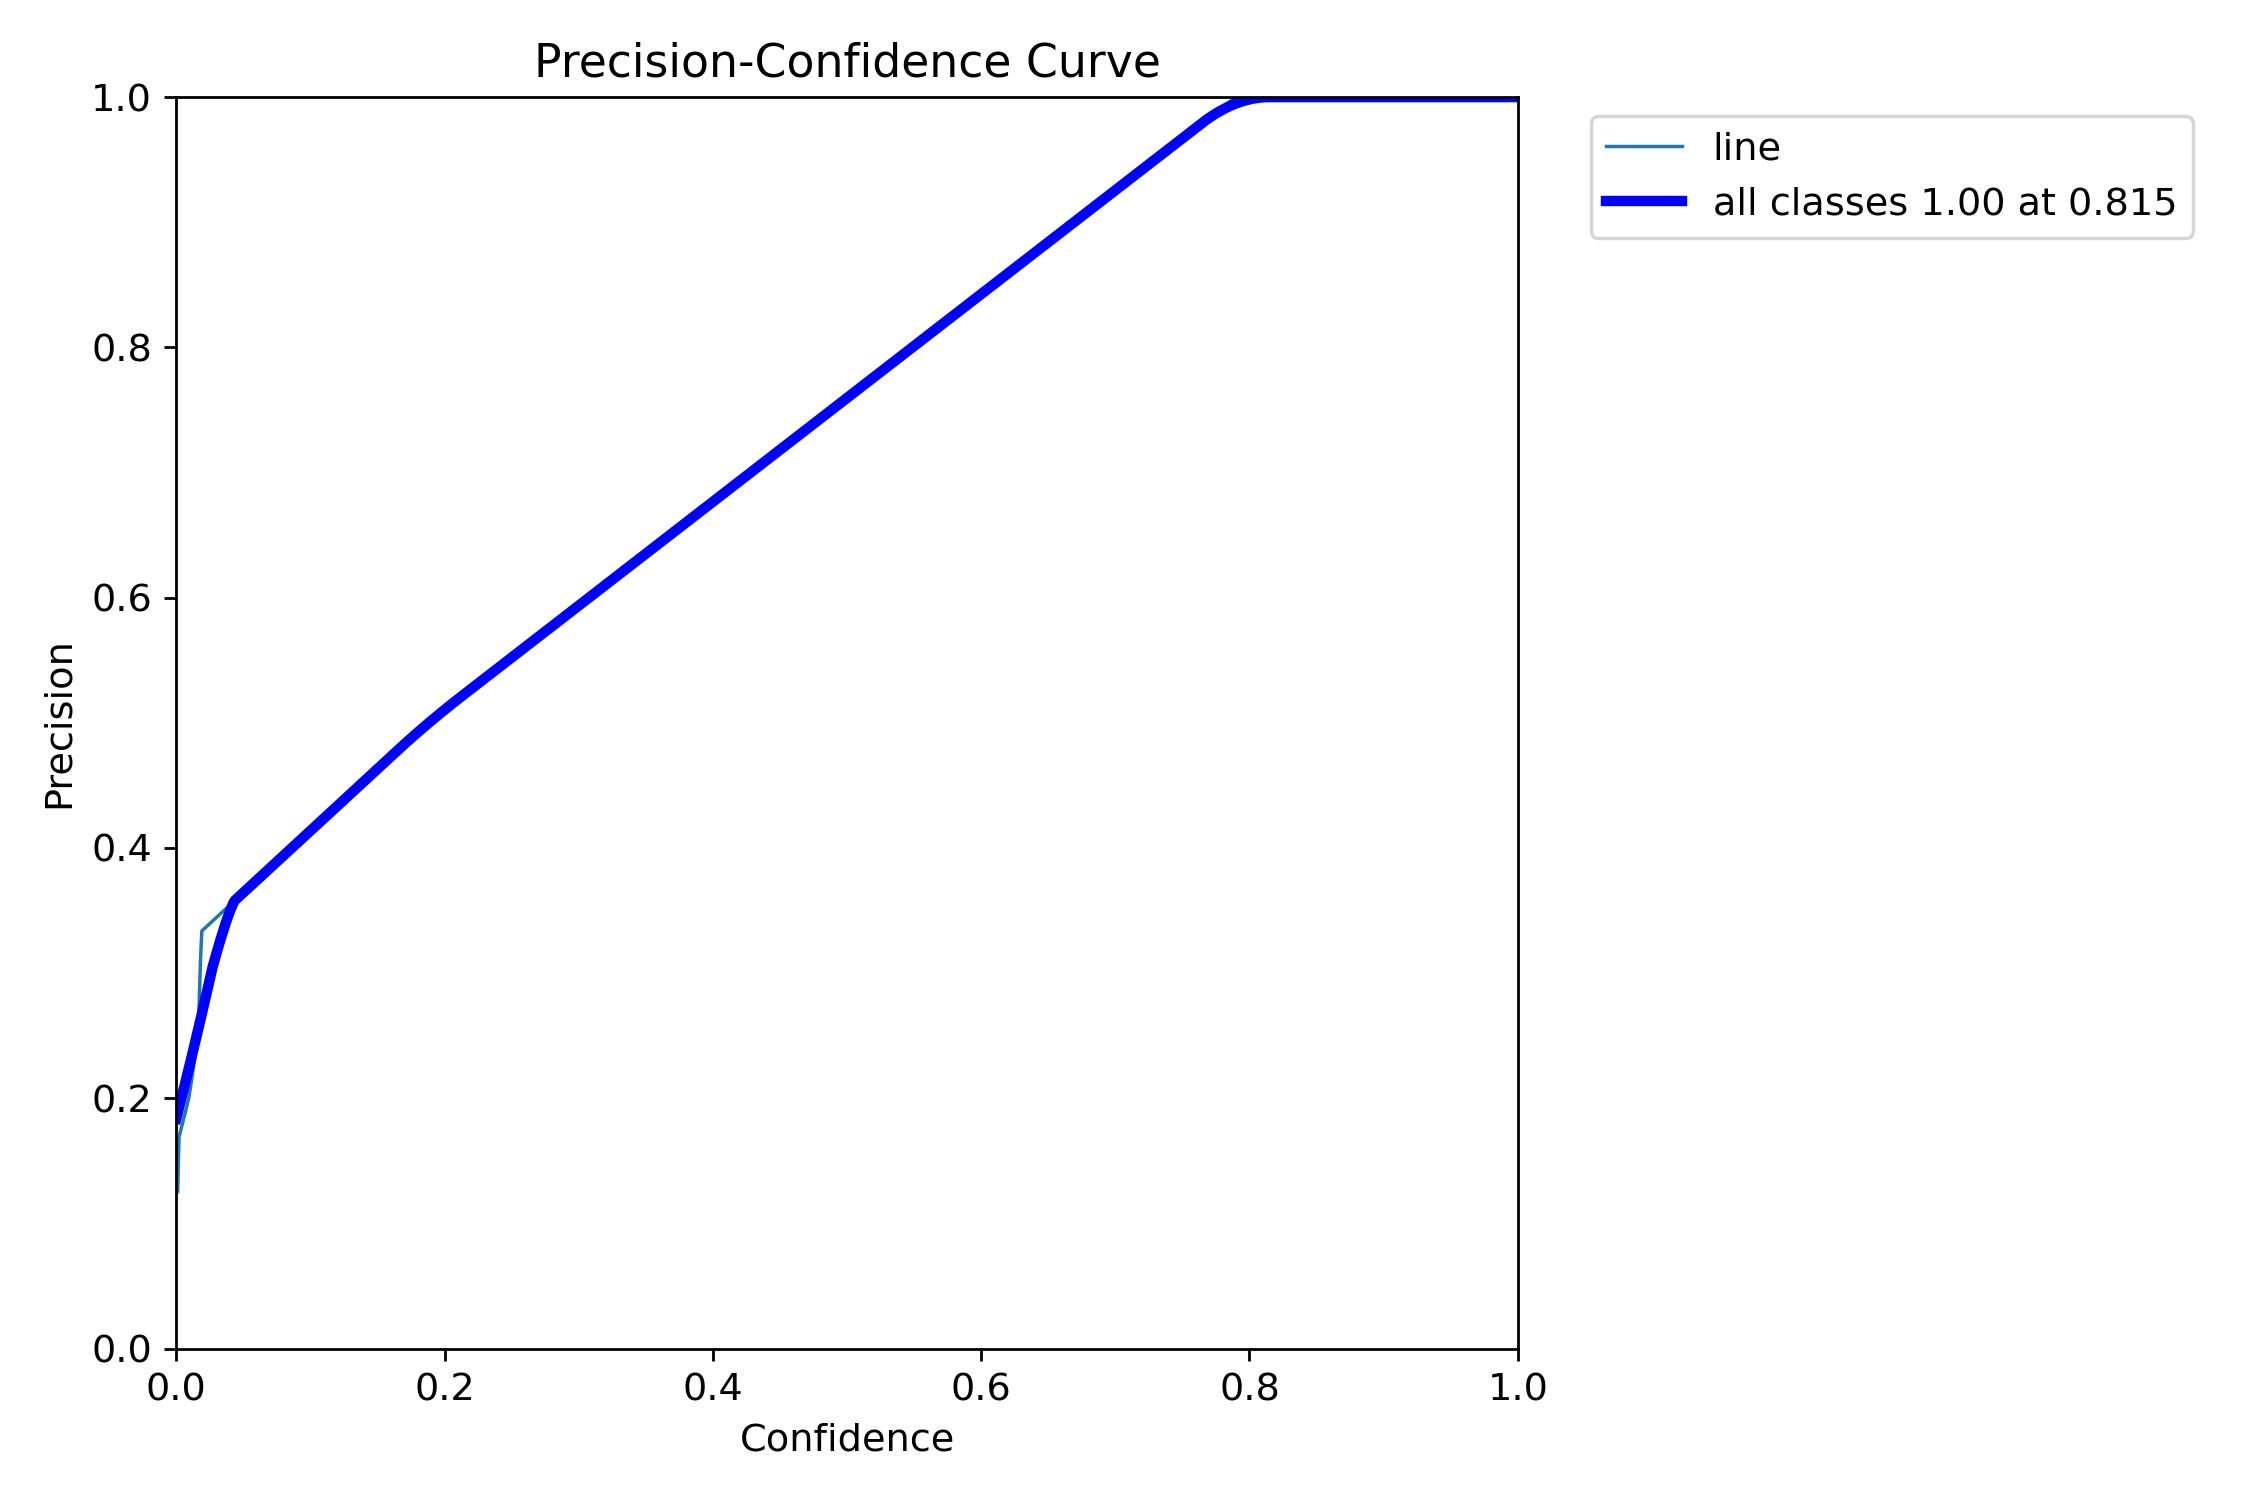 Precision-Confidence Curve
1.0
0.8
0.6
0.4
0.2
0.0
Precision
0.0 0.2 0.4 0.6 0.8 1.0
Confidence
line
all classes 1.00 at 0.815